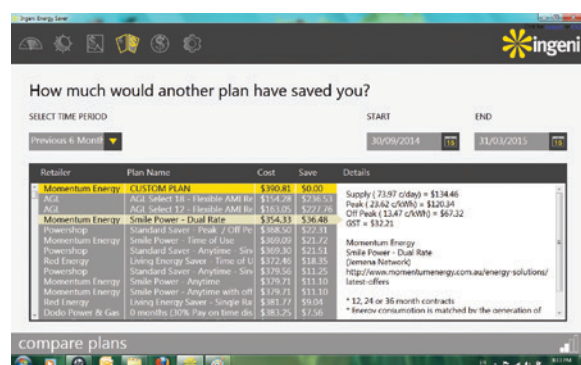 Ingeni Energy Saver
ingeni
How much would another plan have saved you?
SELECT TIME PERIOD
START
END
Previous 6 Month
30/09/2014
31/03/2015
Retailer Plan Name Cost Save Details
Momentum Energy CUSTOM PLAN $390.81 $0.00
AGL AGL Select 18 - Flexible AMI Re $154.28 $236.53
AGL AGL Select 12 - Flexible AMI Re $163.05 $227.76
Momentum Energy Smile Power - Dual Rate $354.33 $36.48
Powershop Standard Saver - Peak / Off Pe $368.50 $22.31
Momentum Energy Smile Power - Time of Use $369.09 $21.72
Powershop Standard Saver - Anytime - Sin $369.30 $21.51
Red Energy Living Energy Saver - Time of U $372.46 $18.35
Powershop Standard Saver - Anytime - Sin $379.56 $11.25
Momentum Energy Smile Power - Anytime $379.71 $11.10
Momentum Energy Smile Power - Anytime with off $379.71 $11.10
Red Energy Living Energy Saver - Single Ra $381.77 $9.04
Dodo Power & Gas 0 months (30% Pay on time dis $383.25 $7.56
Supply ( 73.97 c/day) = $134.46
Peak ( 23.62 c/kWh) = $120.34
Off Peak ( 13.47 c/kWh) = $67.32
GST = $32.21
Momentum Energy
Smile Power - Dual Rate
[Jemena Network]
http://www.momentumenergy.com.au/energy-solutions/
latest-offers
* 12, 24 or 36 month contracts
* Energy consumption is matched by the generation of
compare plans